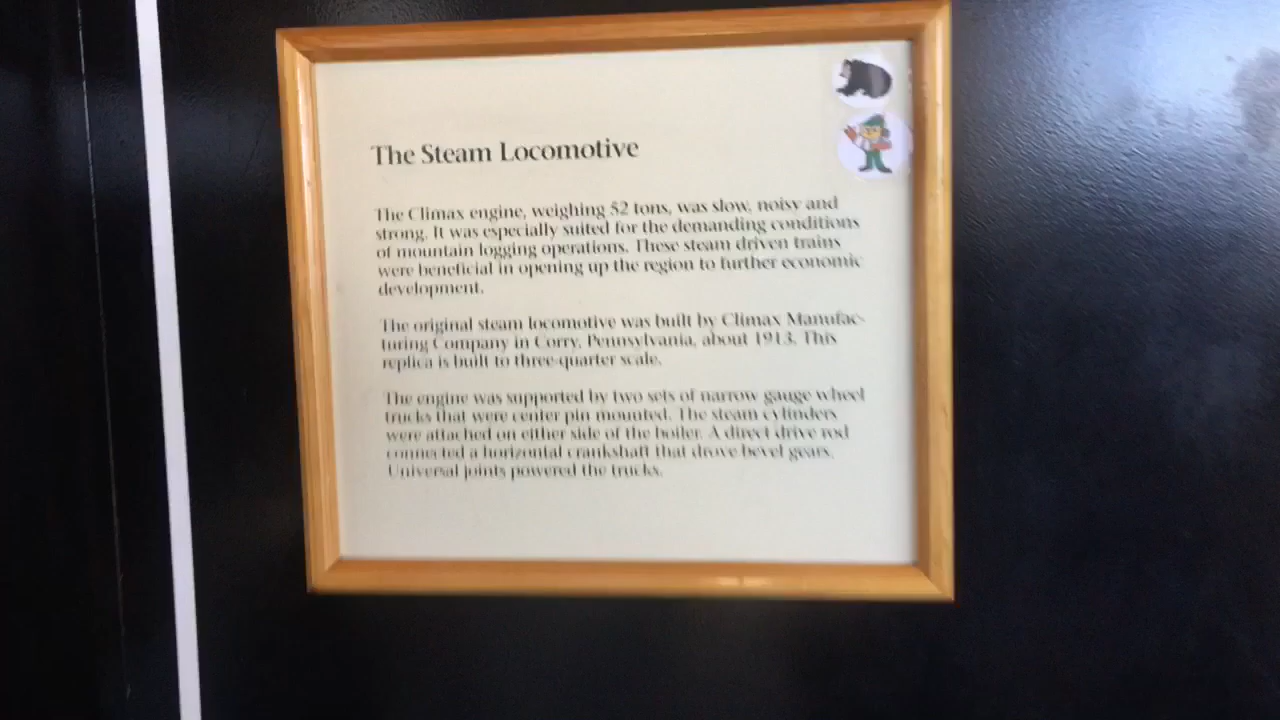 The Steam Locomotive
The Climax engine, weighing 52 tons, was slow, noisy and
strong. It was especially suited for the demanding conditions
of mountain logging operations. These steam driven trains
were beneficial in opening up the region to further economic
development.
The original steam locomotive was built by Climax Manufac-
turing Company in Corry, Pennsylvania, about 1913. This
replica is built to three-quarter scale.
The engine was supported by two sets of narrow gauge wheel
trucks that were center pin mounted. The steam cylinders
were attached on either side of the boiler. A direct drive rod
connected a horizontal crankshaft that drove bevel gears.
Universal joints powered the trucks.